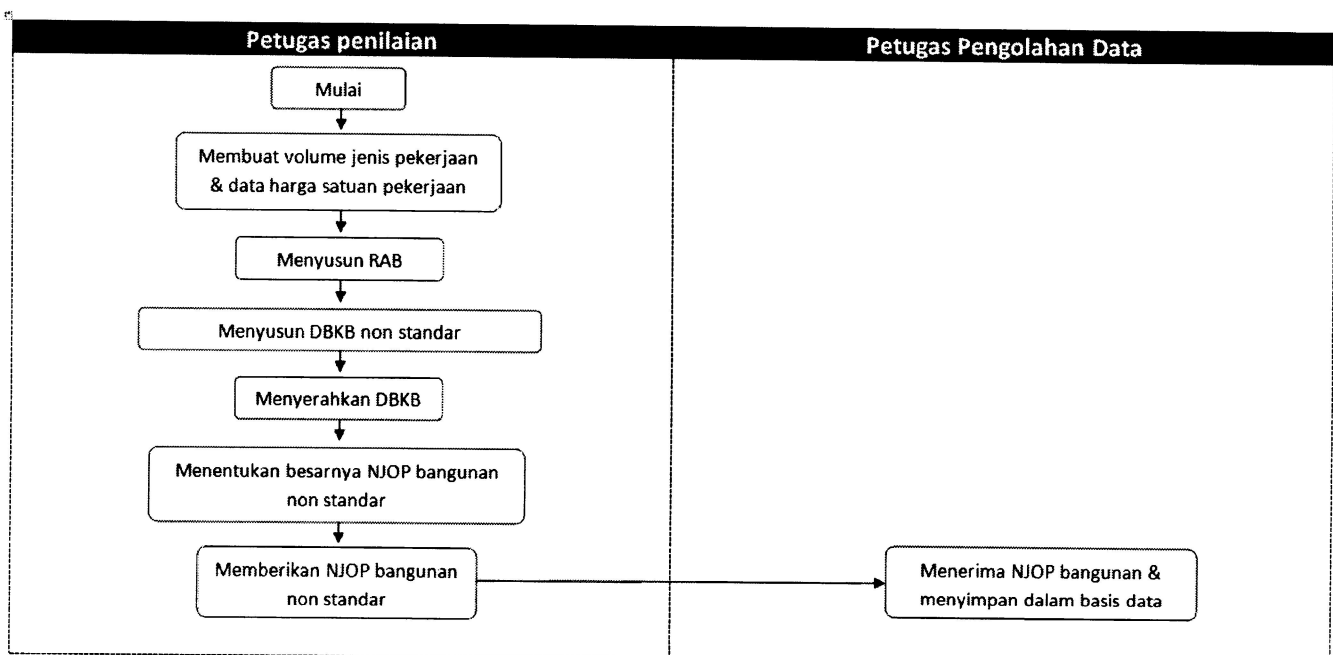 Petugas penilaian
Petugas Pengolahan Data
Mulai
Membuat volume jenis pekerjaan
& data harga satuan pekerjaan
Menyusun RAB
Menyusun DBKB non standar
Menyerahkan DBKB
Menentukan besarnya NJOP bangunan
non standar
Memberikan NJOP bangunan
non standar
Menerima NJOP bangunan &
menyimpan dalam basis data